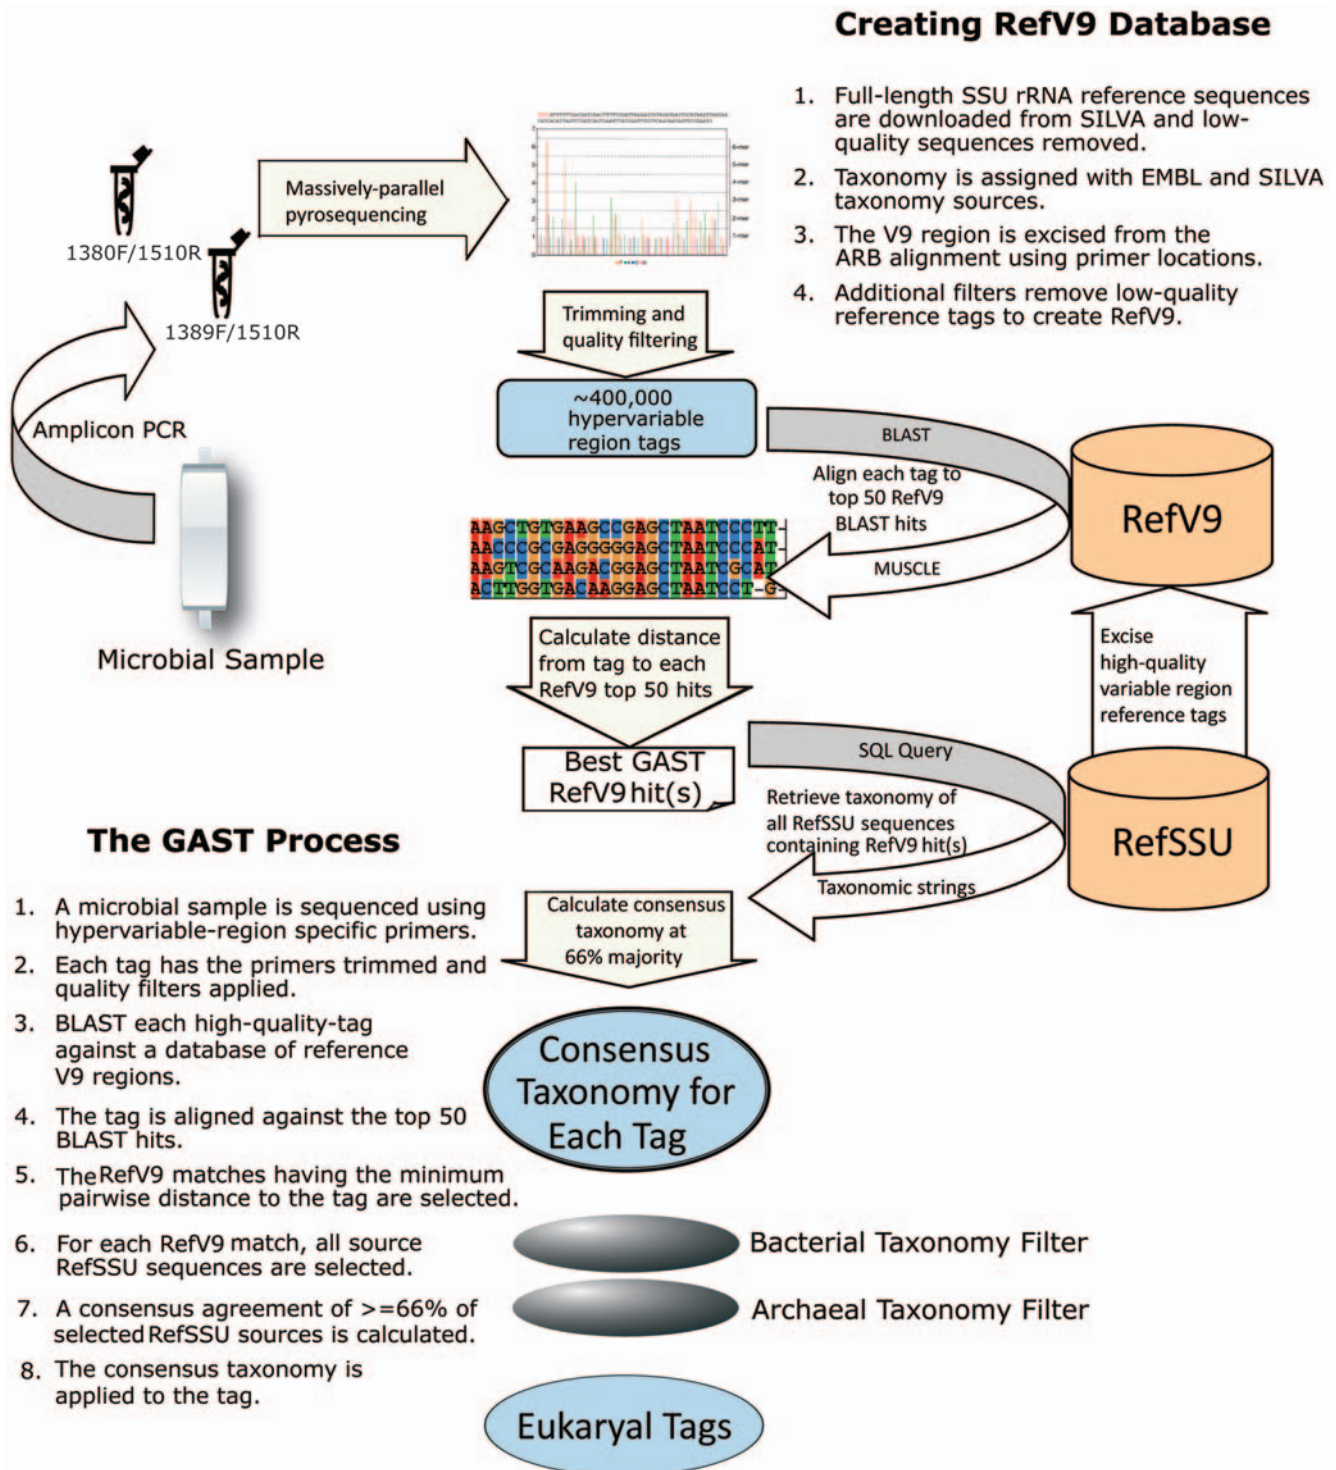 Creating RefV9 Database
1. Full-length SSU rRNA reference sequences
are downloaded from SILVA and low-
quality sequences removed.
2. Taxonomy is assigned with EMBL and SILVA
taxonomy sources.
3. The V9 region is excised from the
ARB alignment using primer locations.
4. Additional filters remove low-quality
reference tags to create RefV9.
1380F/1510R
1389F/1510R
Massively-parallel
pyrosequencing
Amplicon PCR
Microbial Sample
Trimming and
quality filtering
~400,000
hypervariable
region tags
BLAST
Align each tag to
top 50 RefV9
BLAST hits
MUSCLE
RefV9
AAGCTGTGAAGCCGAGCTAATCCCTT-
AACCCGCGAGGGGGAGCTAATCCCAT-
AAGTCGCAAGACGGAGCTAATCGCAT
ACTTGGTGACAAGGAGCTAATCCT-G-
Calculate distance
from tag to each
RefV9 top 50 hits
Excise
high-quality
variable region
reference tags
Best GAST
RefV9 hit(s)
SQL Query
Retrieve taxonomy of
all RefSSU sequences
containing RefV9 hit(s)
Taxonomic strings
RefSSU
Calculate consensus
taxonomy at
66% majority
Consensus
Taxonomy for
Each Tag
Bacterial Taxonomy Filter
Archaeal Taxonomy Filter
Eukaryal Tags
The GAST Process
1. A microbial sample is sequenced using
hypervariable-region specific primers.
2. Each tag has the primers trimmed and
quality filters applied.
3. BLAST each high-quality-tag
against a database of reference
V9 regions.
4. The tag is aligned against the top 50
BLAST hits.
5. The RefV9 matches having the minimum
pairwise distance to the tag are selected.
6. For each RefV9 match, all source
RefSSU sequences are selected.
7. A consensus agreement of >=66% of
selected RefSSU sources is calculated.
8. The consensus taxonomy is
applied to the tag.